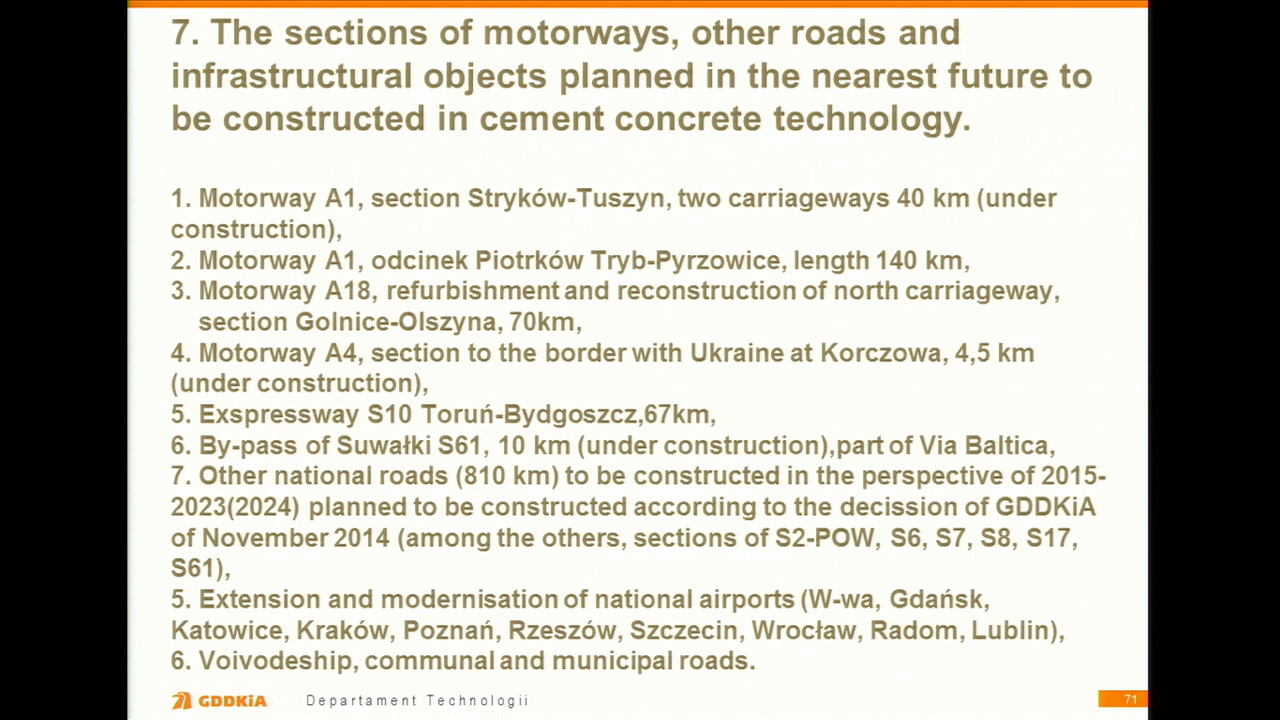 7. The sections of motorways, other roads and
infrastructural objects planned in the nearest future to
be constructed in cement concrete technology.
1. Motorway A1, section Stryków-Tuszyn, two carriageways 40 km (under
construction),
2. Motorway A1, odcinek Piotrków Tryb-Pyrzowice, length 140 km,
3. Motorway A18, refurbishment and reconstruction of north carriageway,
section Golnice-Olszyna, 70km,
4. Motorway A4, section to the border with Ukraine at Korczowa, 4,5 km
(under construction),
5. Exspressway S10 Toruń-Bydgoszcz,67km,
6. By-pass of Suwałki S61, 10 km (under construction),part of Via Baltica,
7. Other national roads (810 km) to be constructed in the perspective of 2015-
2023(2024) planned to be constructed according to the decission of GDDKiA
of November 2014 (among the others, sections of S2-POW, S6, S7, S8, S17,
S61),
5. Extension and modernisation of national airports (W-wa, Gdańsk,
Katowice, Kraków, Poznań, Rzeszów, Szczecin, Wrocław, Radom, Lublin),
6. Voivodeship, communal and municipal roads.
GDDKiA Departament Technologii 71